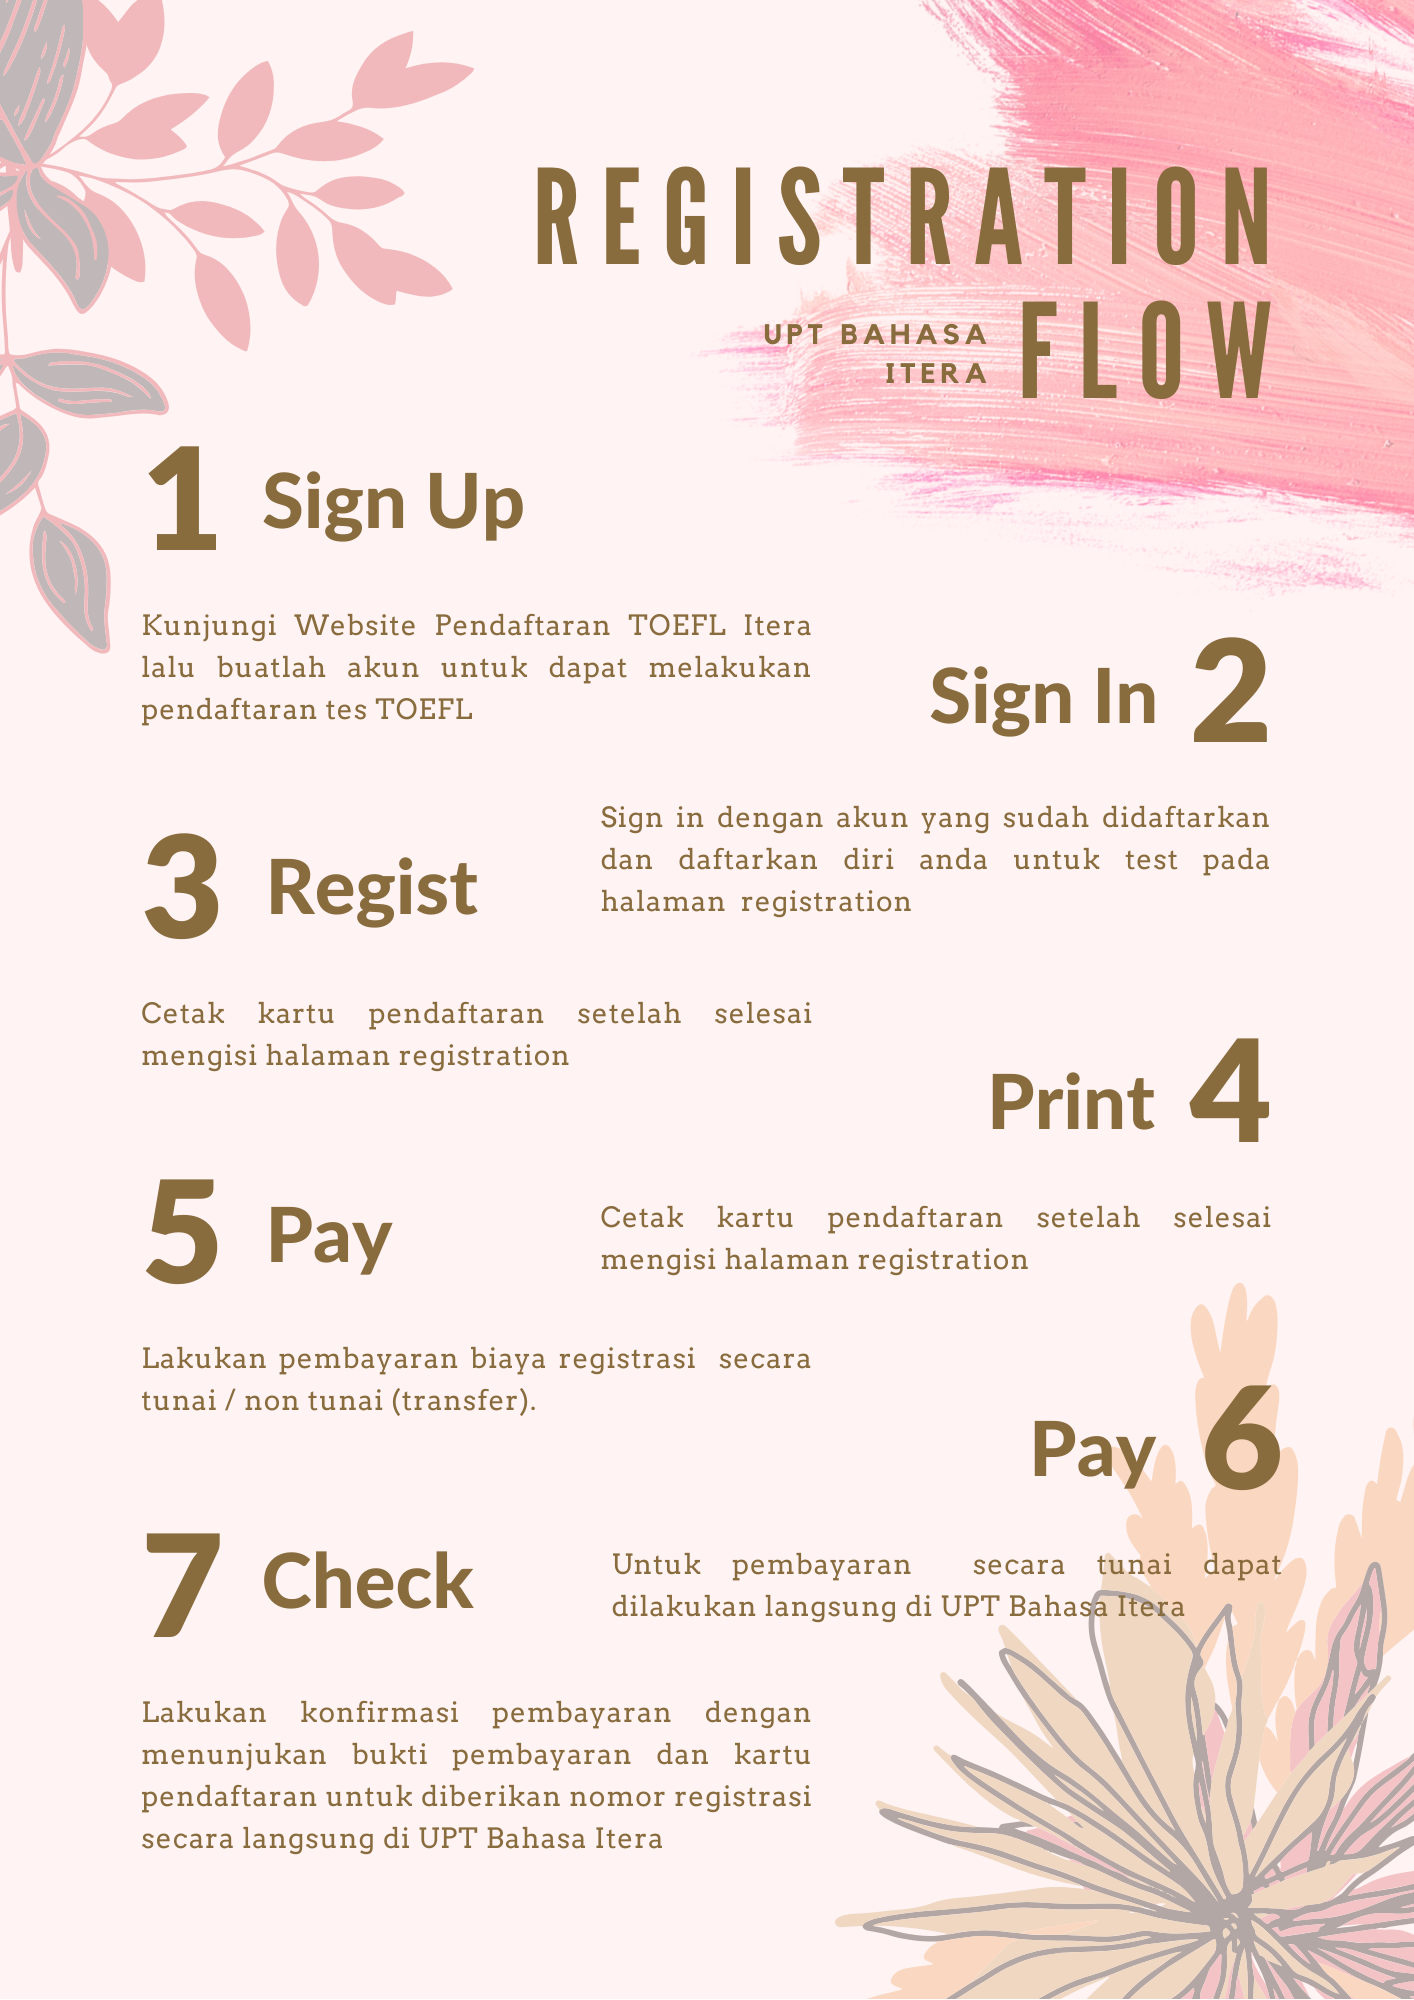 REGISTRATION
UPT BAHASA
ITERA
FLOW
1 Sign Up
Kunjungi Website Pendaftaran TOEFL Itera
lalu buatlah akun untuk dapat melakukan
pendaftaran tes TOEFL
Sign In 2
Sign in dengan akun yang sudah didaftarkan
dan daftarkan diri anda untuk test pada
halaman registration
3 Regist
Cetak kartu pendaftaran setelah selesai
mengisi halaman registration
Print 4
Cetak kartu pendaftaran setelah selesai
mengisi halaman registration
5 Pay
Lakukan pembayaran biaya registrasi secara
tunai / non tunai (transfer).
Pay 6
Untuk pembayaran secara tunai dapat
dilakukan langsung di UPT Bahasa Itera
7 Check
Lakukan konfirmasi pembayaran dengan
menunjukan bukti pembayaran dan kartu
pendaftaran untuk diberikan nomor registrasi
secara langsung di UPT Bahasa Itera